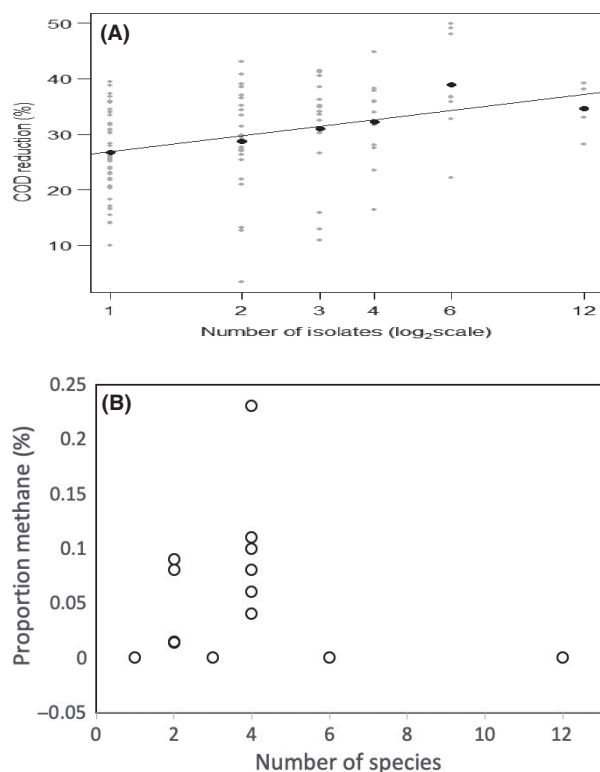 (A)
50
40
30
20
10
COD reduction (%)
1 2 3 4 6 12
Number of isolates (log₂scale)
(B)
0.25
0.2
0.15
0.1
0.05
0
–0.05
Proportion methane (%)
0 2 4 6 8 10 12
Number of species